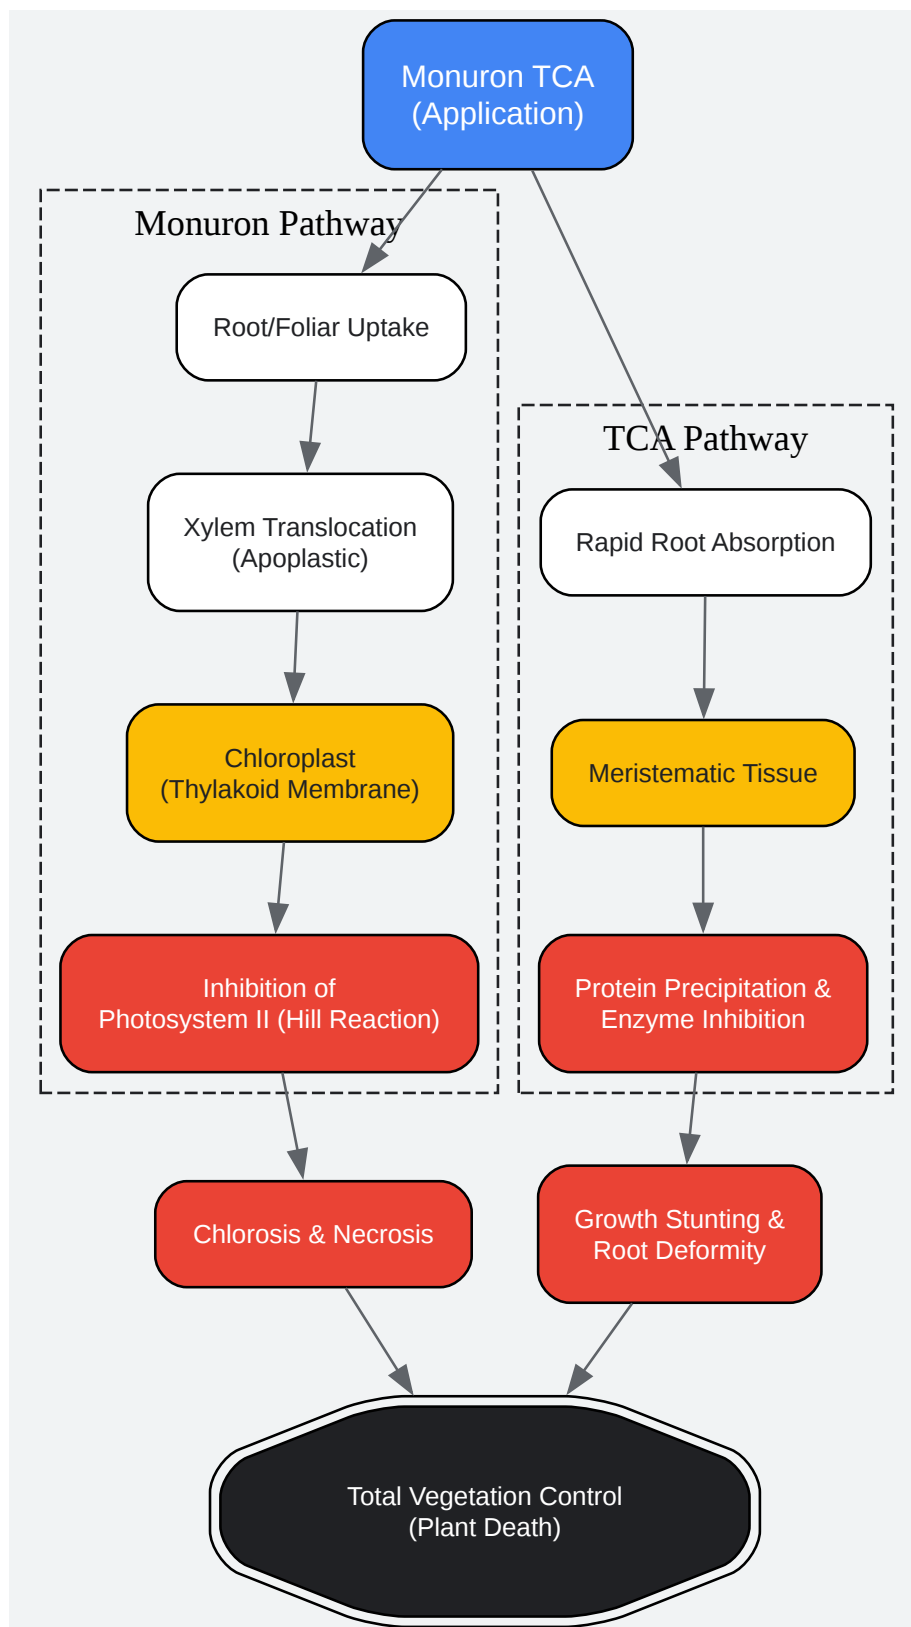 Monuron TCA
(Application)
Monuron Pathway
Root/Foliar Uptake
Xylem Translocation
(Apoplastic)
Chloroplast
(Thylakoid Membrane)
Inhibition of
Photosystem II (Hill Reaction)
TCA Pathway
Rapid Root Absorption
Meristematic Tissue
Protein Precipitation &
Enzyme Inhibition
Chlorosis & Necrosis
Growth Stunting &
Root Deformity
Total Vegetation Control
(Plant Death)